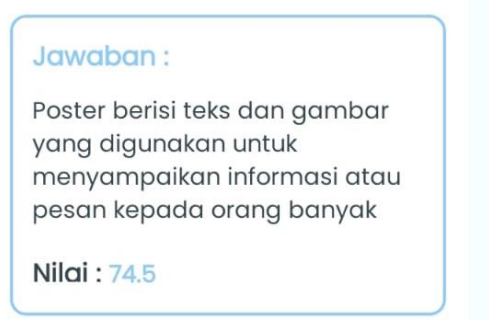 Jawaban :
Poster berisi teks dan gambar
yang digunakan untuk
menyampaikan informasi atau
pesan kepada orang banyak
Nilai : 74.5